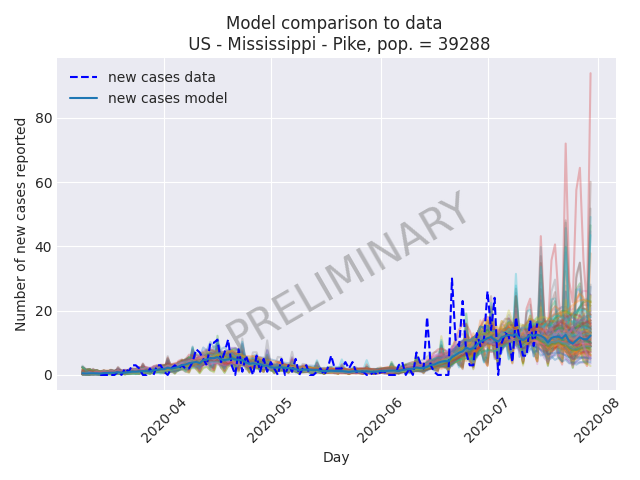 Model comparison to data
US - Mississippi - Pike, pop. = 39288
new cases data
new cases model
Number of new cases reported
80
60
40
20
0
PRELIMINARY
2020-04
2020-05
2020-06
2020-07
2020-08
Day